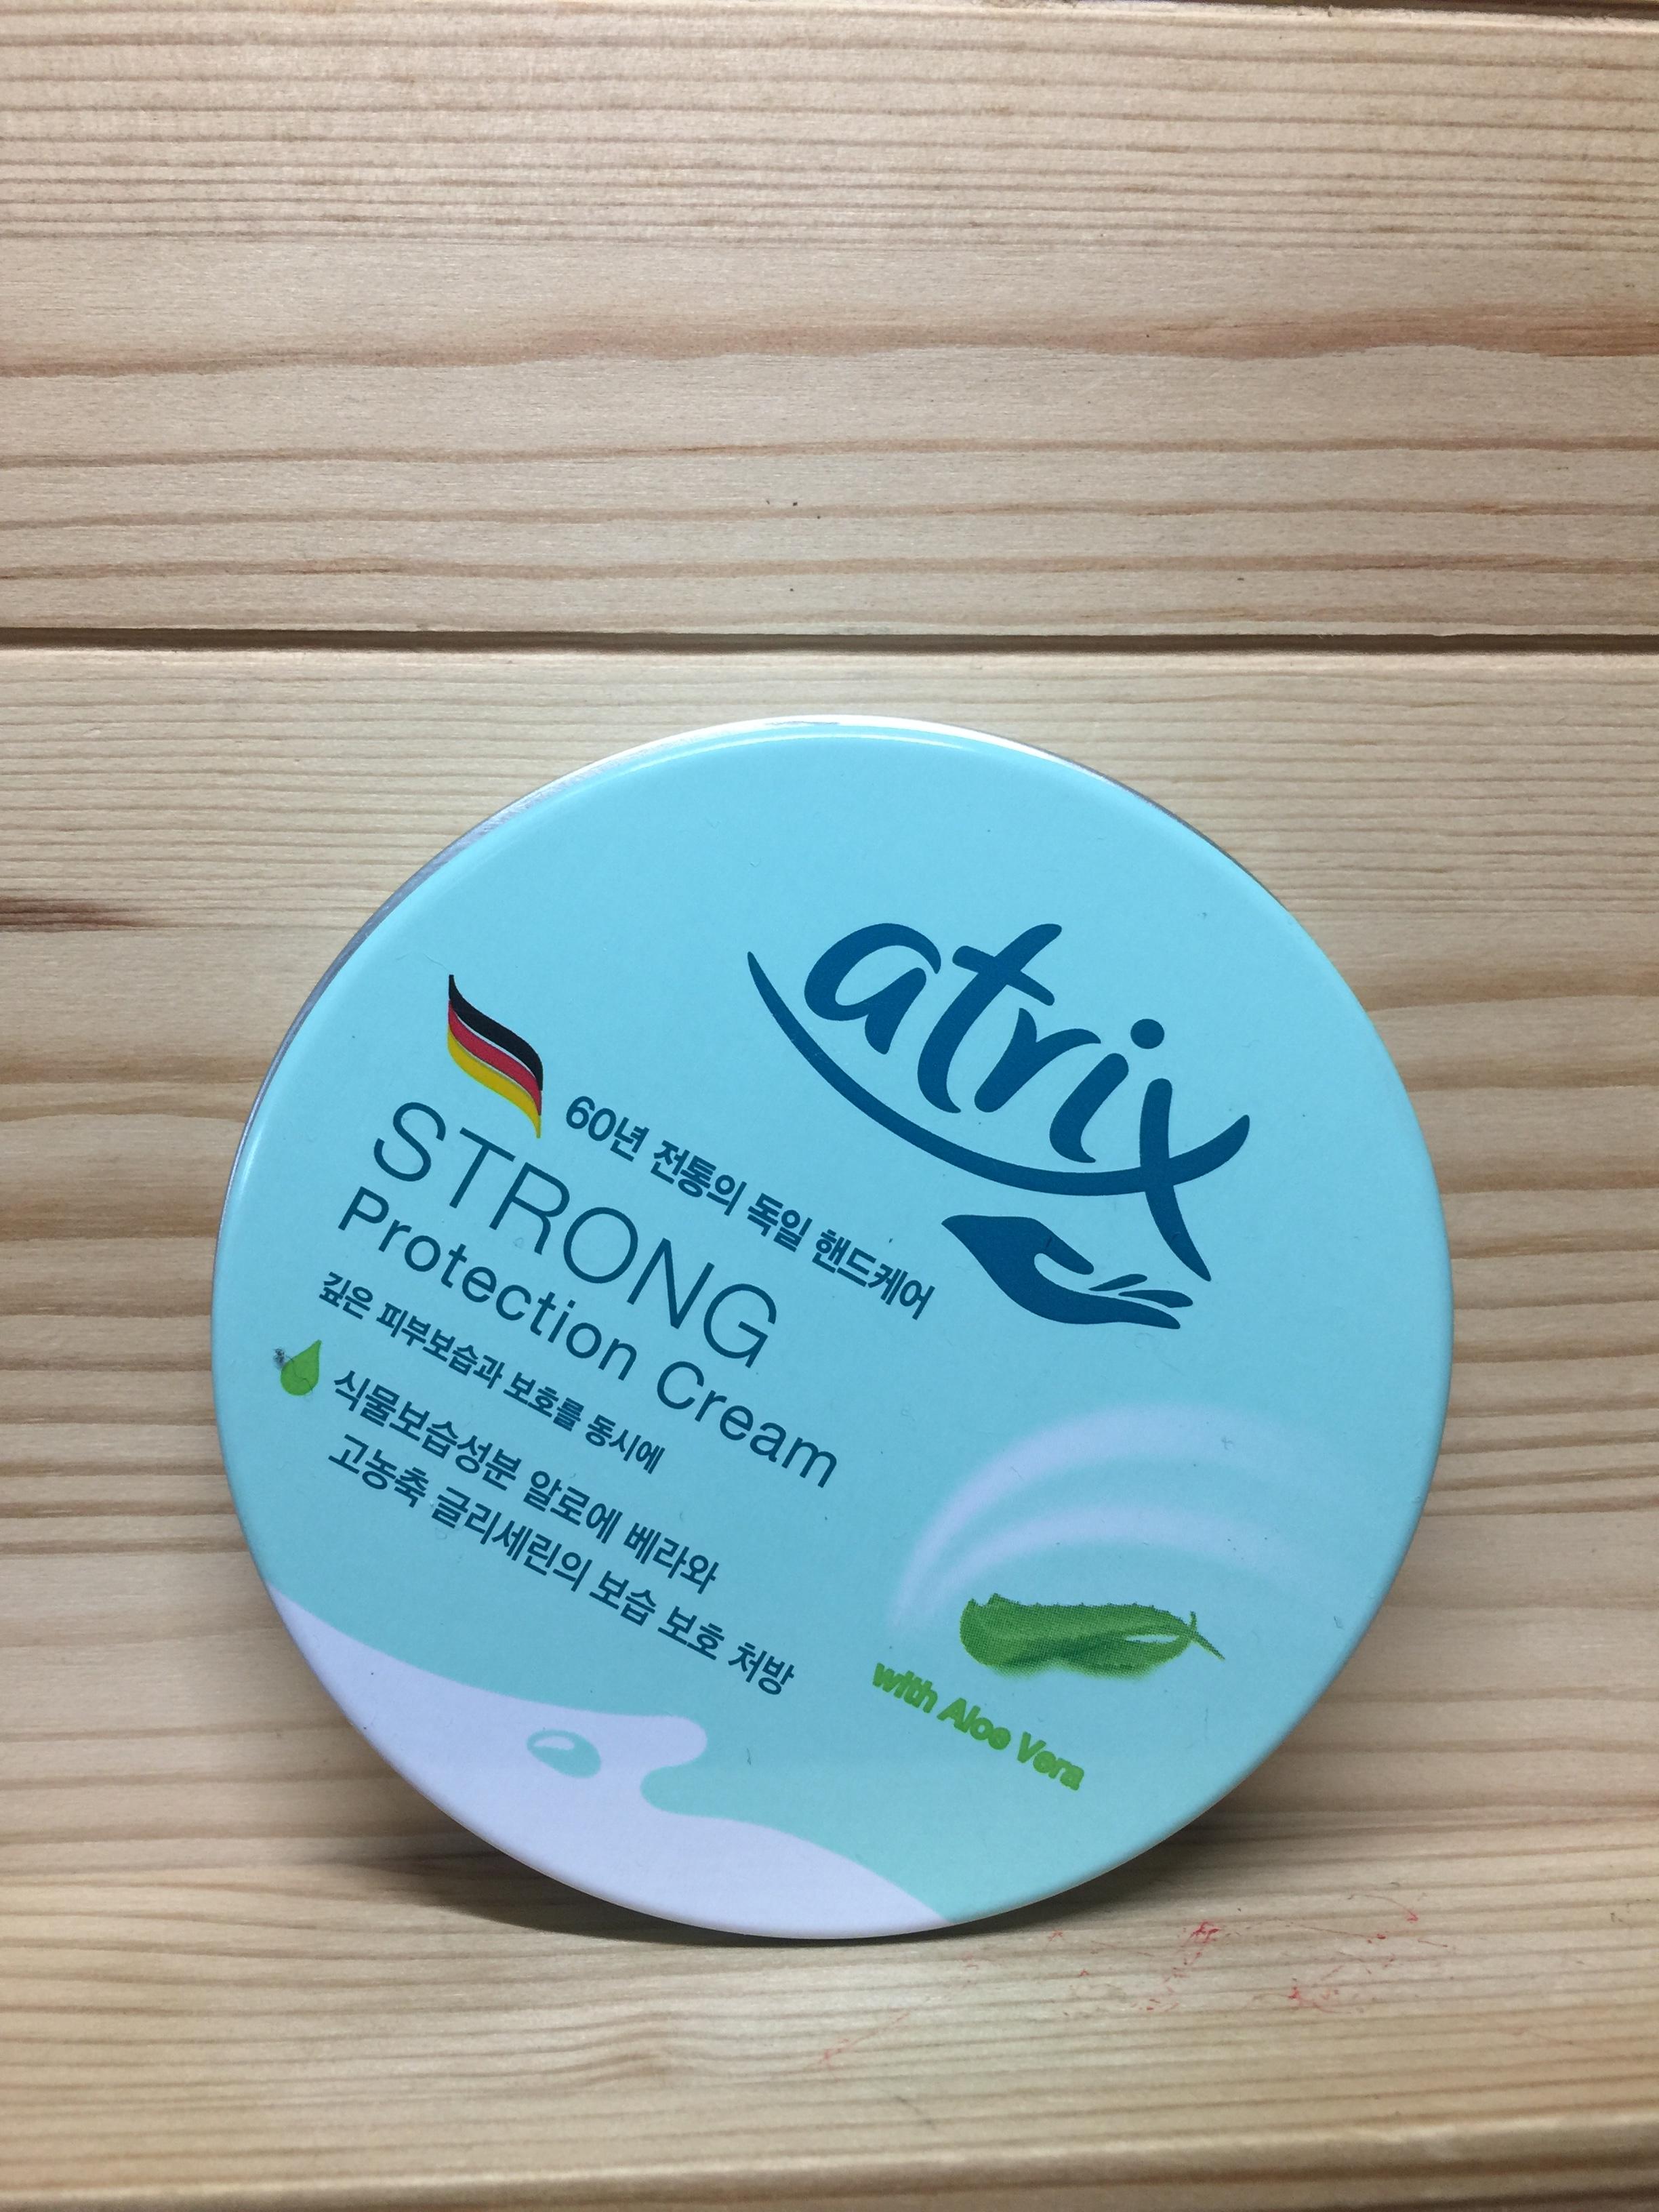 atrix
60년 전통의 독일 핸드케어
STRONG
Protection Cream
깊은 피부보습과 보호를 동시에
식물보습성분 알로에 베라와
고농축 글리세린의 보습 보호 처방
with Aloe Vera